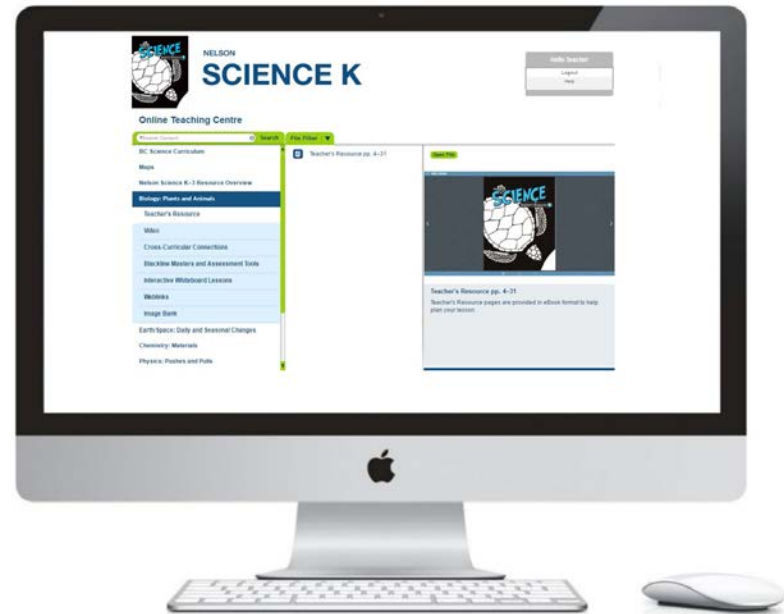 SCIENCE
NELSON
SCIENCE K
Hello Teacher
Logout
Help
Online Teaching Centre
Search
File Filter
BC Science Curriculum
Maps
Nelson Science K–3 Resource Overview
Biology: Plants and Animals
Teacher's Resource
Video
Cross-Curricular Connections
Blackline Masters and Assessment Tools
Interactive Whiteboard Lessons
Weblinks
Image Bank
Earth/Space: Daily and Seasonal Changes
Chemistry: Materials
Physics: Pushes and Pulls
Teacher's Resource pp. 4–31
Open File
SCIENCE
Teacher's Resource pp. 4–31
Teacher's Resource pages are provided in eBook format to help
plan your lesson.